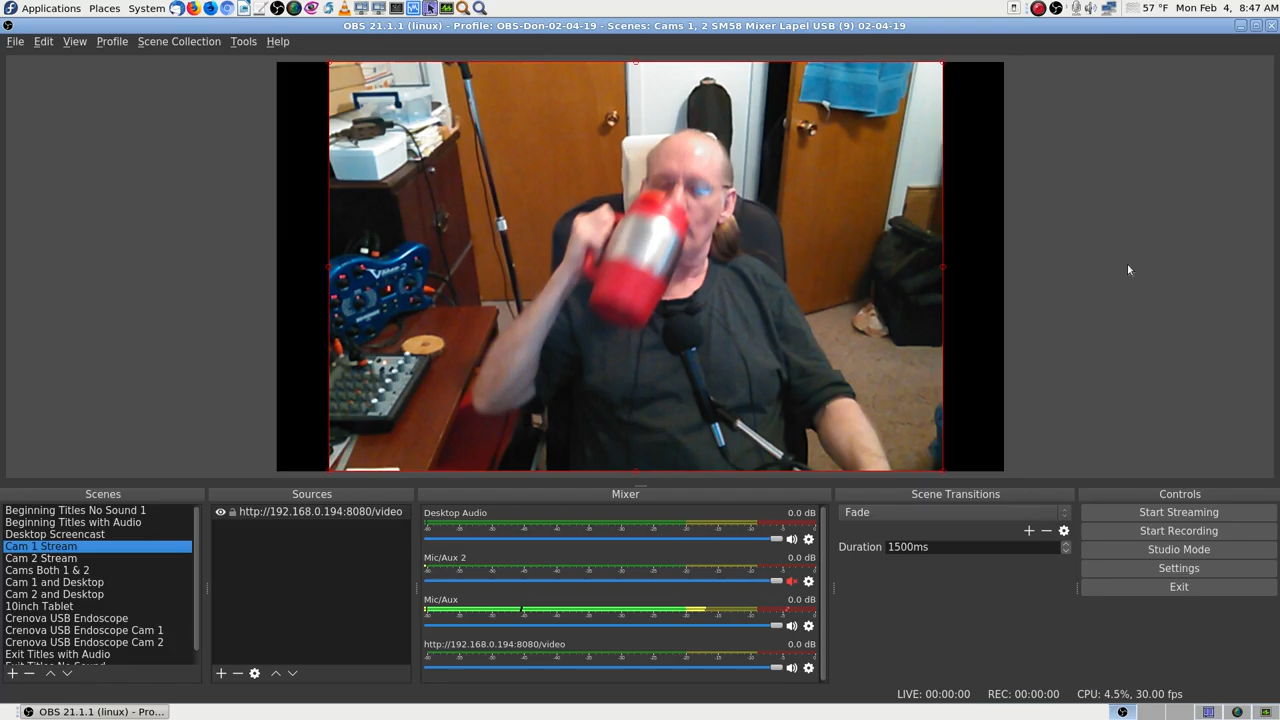 Applications Places System 57 °F Mon Feb 4, 8:47 AM
OBS 21.1.1 (linux) - Profile: OBS-Don-02-04-19 - Scenes: Cams 1, 2 SM58 Mixer Lapel USB (9) 02-04-19
File Edit View Profile Scene Collection Tools Help
Scenes
Beginning Titles No Sound 1
Beginning Titles with Audio
Desktop Screencast
Cam 1 Stream
Cam 2 Stream
Cams Both 1 & 2
Cam 1 and Desktop
Cam 2 and Desktop
10inch Tablet
Crenova USB Endoscope
Crenova USB Endoscope Cam 1
Crenova USB Endoscope Cam 2
Exit Titles with Audio
Exit Titles No Sound
Sources
http://192.168.0.194:8080/video
Mixer
Desktop Audio 0.0 dB
Mic/Aux 2 0.0 dB
Mic/Aux 0.0 dB
http://192.168.0.194:8080/video 0.0 dB
Scene Transitions
Fade
Duration 1500ms
Controls
Start Streaming
Start Recording
Studio Mode
Settings
Exit
LIVE: 00:00:00 REC: 00:00:00 CPU: 4.5%, 30.00 fps
OBS 21.1.1 (linux) - Pro...